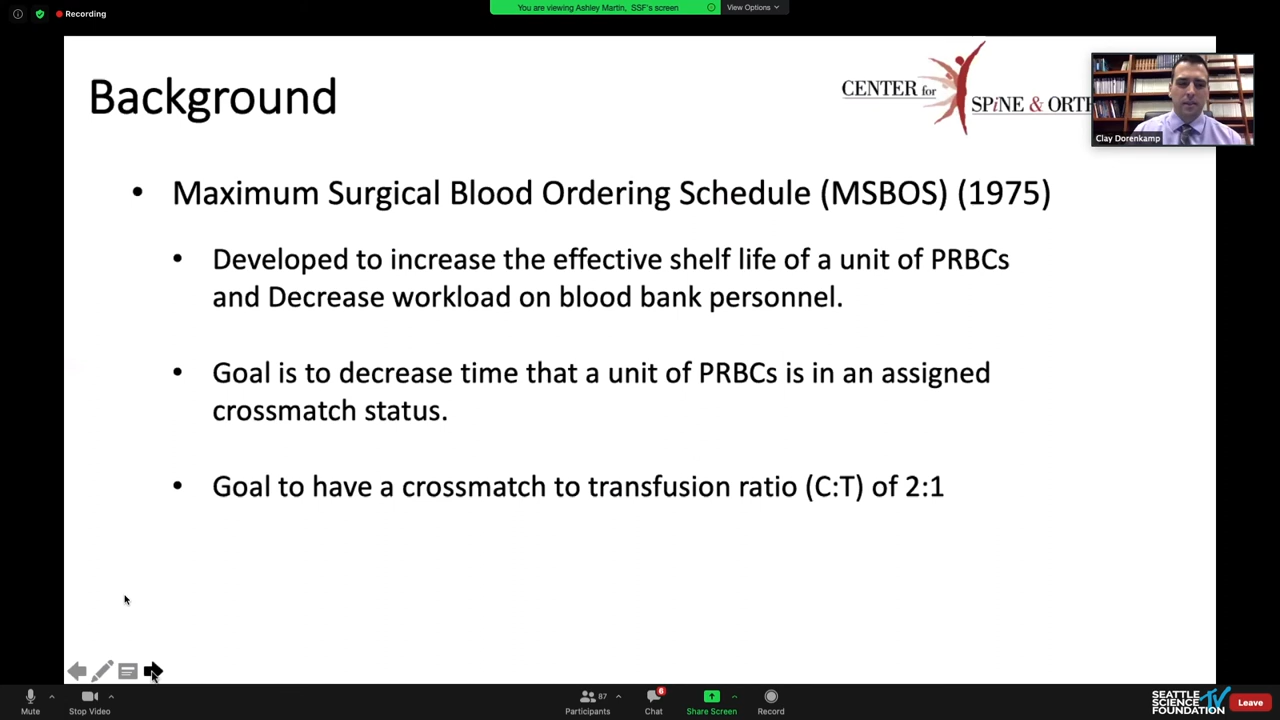 Recording
You are viewing Ashley Martin, SSF's screen
View Options
Background
CENTER for
SPiNE & ORTH
Clay Dorenkamp
• Maximum Surgical Blood Ordering Schedule (MSBOS) (1975)
• Developed to increase the effective shelf life of a unit of PRBCs
and Decrease workload on blood bank personnel.
• Goal is to decrease time that a unit of PRBCs is in an assigned
crossmatch status.
• Goal to have a crossmatch to transfusion ratio (C:T) of 2:1
Mute
Stop Video
87
Participants
6
Chat
Share Screen
Record
SEATTLE
SCIENCE
FOUNDATION
TV
Leave